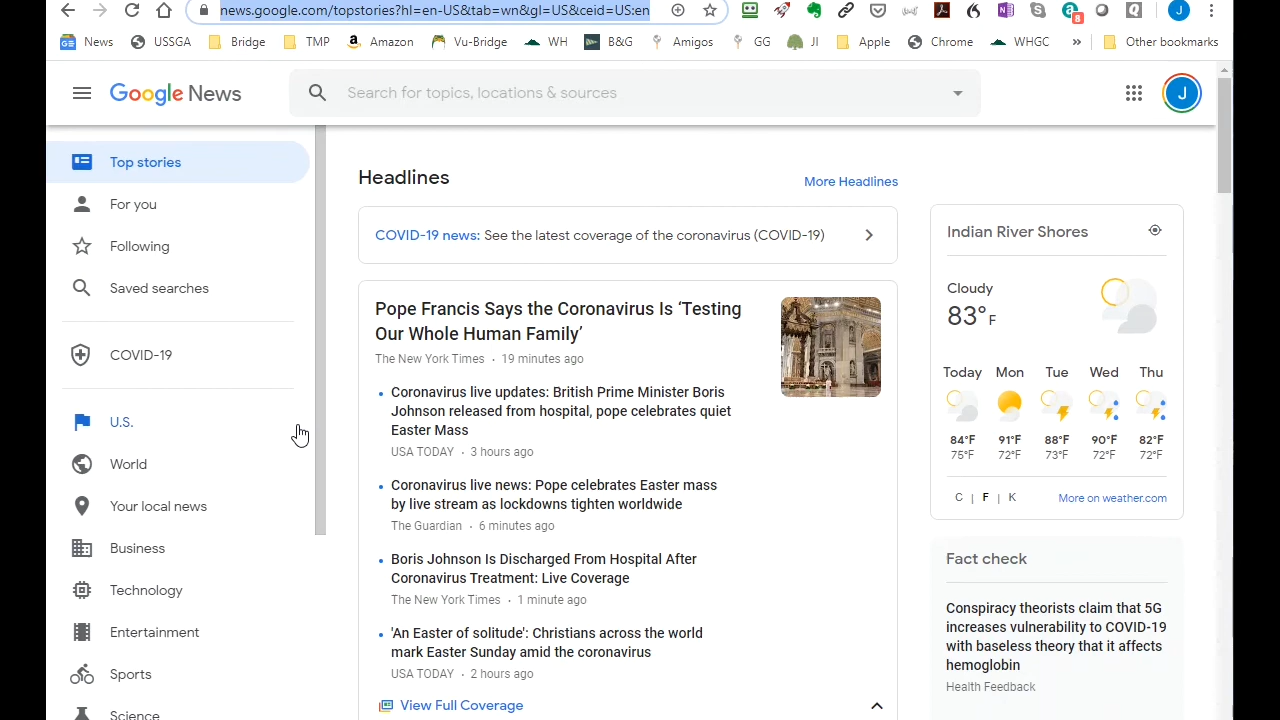 news.google.com/topstories?hl=en-US&tab=wn&gl=US&ceid=US:en
8
J
News
USSGA
Bridge
TMP
Amazon
Vu-Bridge
WH
B&G
Amigos
GG
JI
Apple
Chrome
WHGC
»
Other bookmarks
Google News
Search for topics, locations & sources
J
Top stories
For you
Following
Saved searches
COVID-19
U.S.
World
Your local news
Business
Technology
Entertainment
Sports
Science
Headlines
More Headlines
COVID-19 news: See the latest coverage of the coronavirus (COVID-19)
Pope Francis Says the Coronavirus Is ‘Testing
Our Whole Human Family’
The New York Times · 19 minutes ago
Coronavirus live updates: British Prime Minister Boris
Johnson released from hospital, pope celebrates quiet
Easter Mass
USA TODAY · 3 hours ago
Coronavirus live news: Pope celebrates Easter mass
by live stream as lockdowns tighten worldwide
The Guardian · 6 minutes ago
Boris Johnson Is Discharged From Hospital After
Coronavirus Treatment: Live Coverage
The New York Times · 1 minute ago
'An Easter of solitude': Christians across the world
mark Easter Sunday amid the coronavirus
USA TODAY · 2 hours ago
View Full Coverage
Indian River Shores
Cloudy
83°F
Today Mon Tue Wed Thu
84°F 91°F 88°F 90°F 82°F
75°F 72°F 73°F 72°F 72°F
C | F | K
More on weather.com
Fact check
Conspiracy theorists claim that 5G
increases vulnerability to COVID-19
with baseless theory that it affects
hemoglobin
Health Feedback